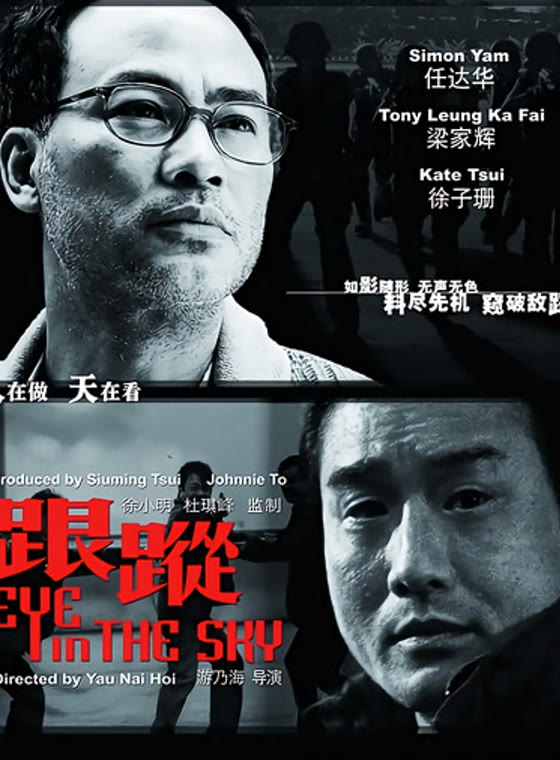 Simon Yam
任达华
Tony Leung Ka Fai
梁家辉
Kate Tsui
徐子珊
如影随形 无声无色
料尽先机 窥破敌踪
人在做 天在看
roduced by Siuming Tsui Johnnie To
徐小明 杜琪峰 监制
跟蹤
EYE
in THE SKY
Directed by Yau Nai Hoi 游乃海 导演